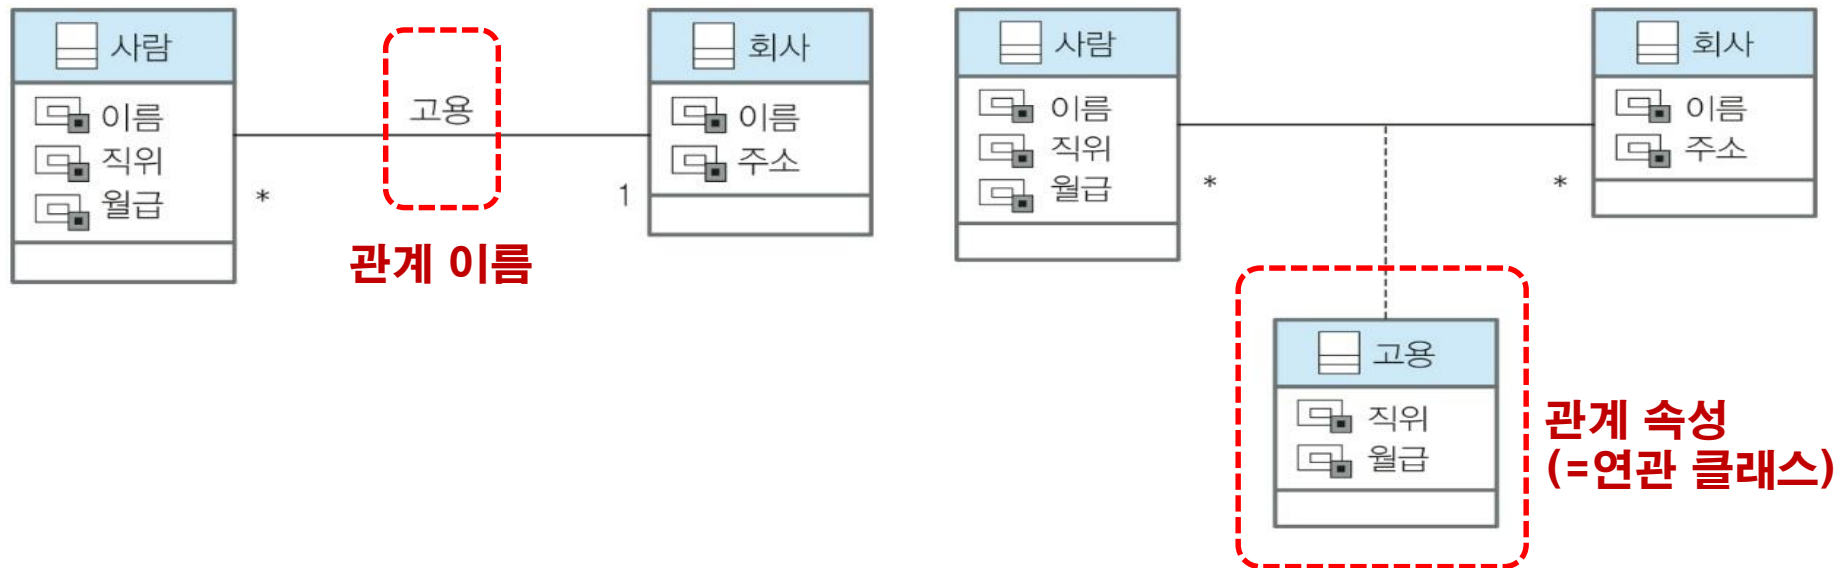 사람
이름
직위
월급
*
고용
관계 이름
1
회사
이름
주소
사람
이름
직위
월급
*
*
회사
이름
주소
고용
직위
월급
관계 속성
(=연관 클래스)